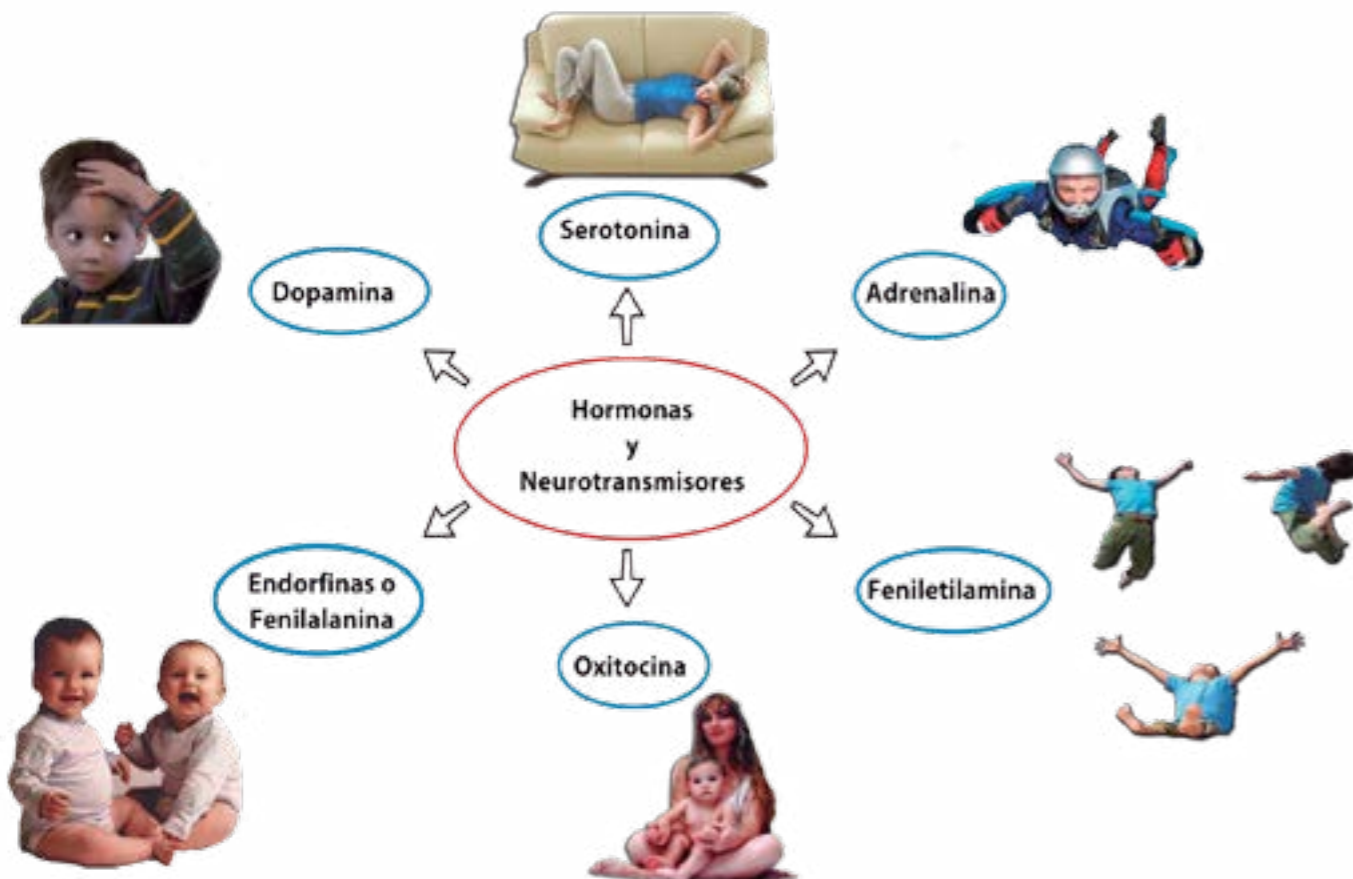 Serotonina
Dopamina
Adrenalina
Hormonas
y
Neurotransmisores
Endorfinas o
Fenilalanina
Feniletilamina
Oxitocina